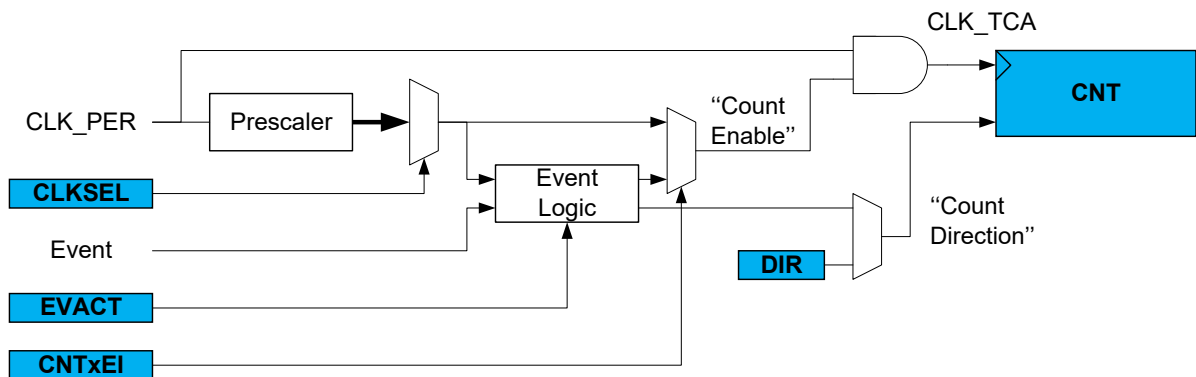 CLK_TCA
CNT
CLK_PER
Prescaler
“Count
Enable”
CLKSEL
Event
Logic
Event
“Count
Direction”
DIR
EVACT
CNTxEI